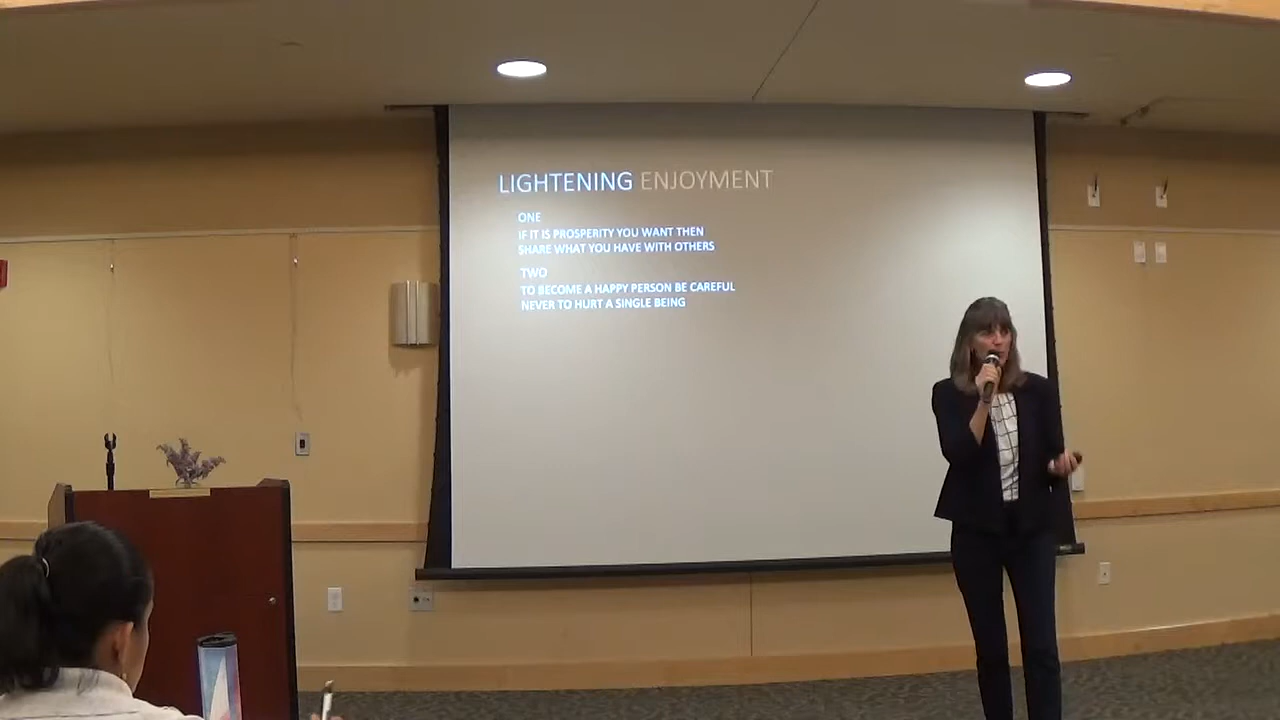 LIGHTENING ENJOYMENT
ONE
IF IT IS PROSPERITY YOU WANT THEN
SHARE WHAT YOU HAVE WITH OTHERS
TWO
TO BECOME A HAPPY PERSON BE CAREFUL
NEVER TO HURT A SINGLE BEING